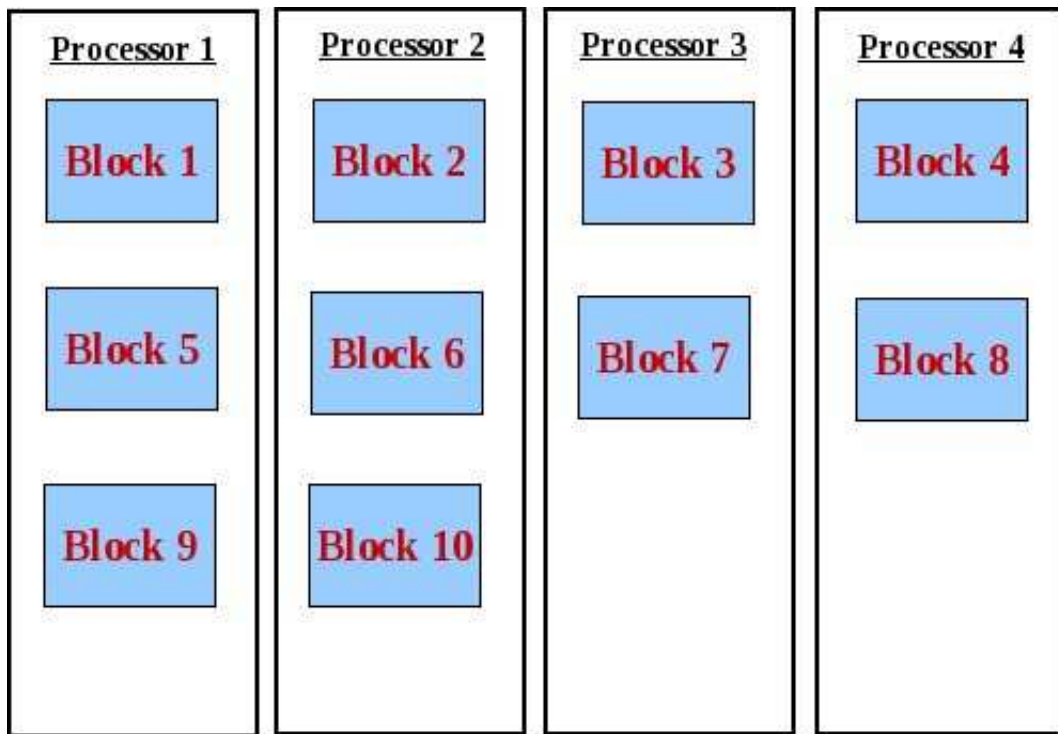 Processor 1
Processor 2
Processor 3
Processor 4
Block 1
Block 2
Block 3
Block 4
Block 5
Block 6
Block 7
Block 8
Block 9
Block 10